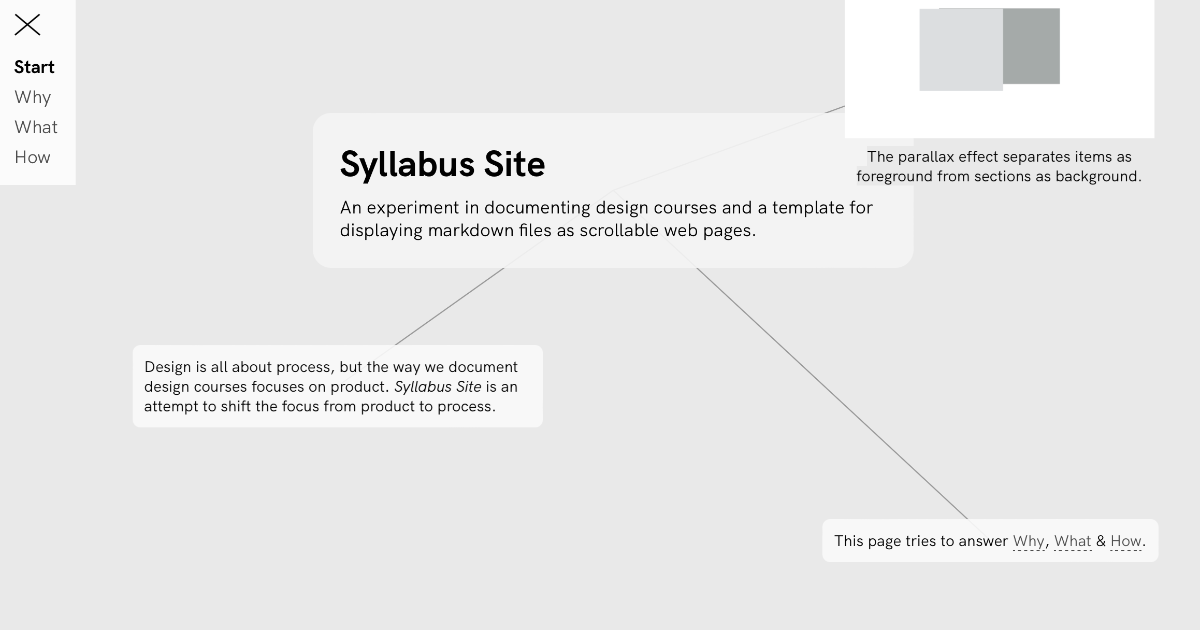 Start
Why
What
How
Syllabus Site
An experiment in documenting design courses and a template for
displaying markdown files as scrollable web pages.
The parallax effect separates items as
foreground from sections as background.
Design is all about process, but the way we document
design courses focuses on product. Syllabus Site is an
attempt to shift the focus from product to process.
This page tries to answer Why, What & How.